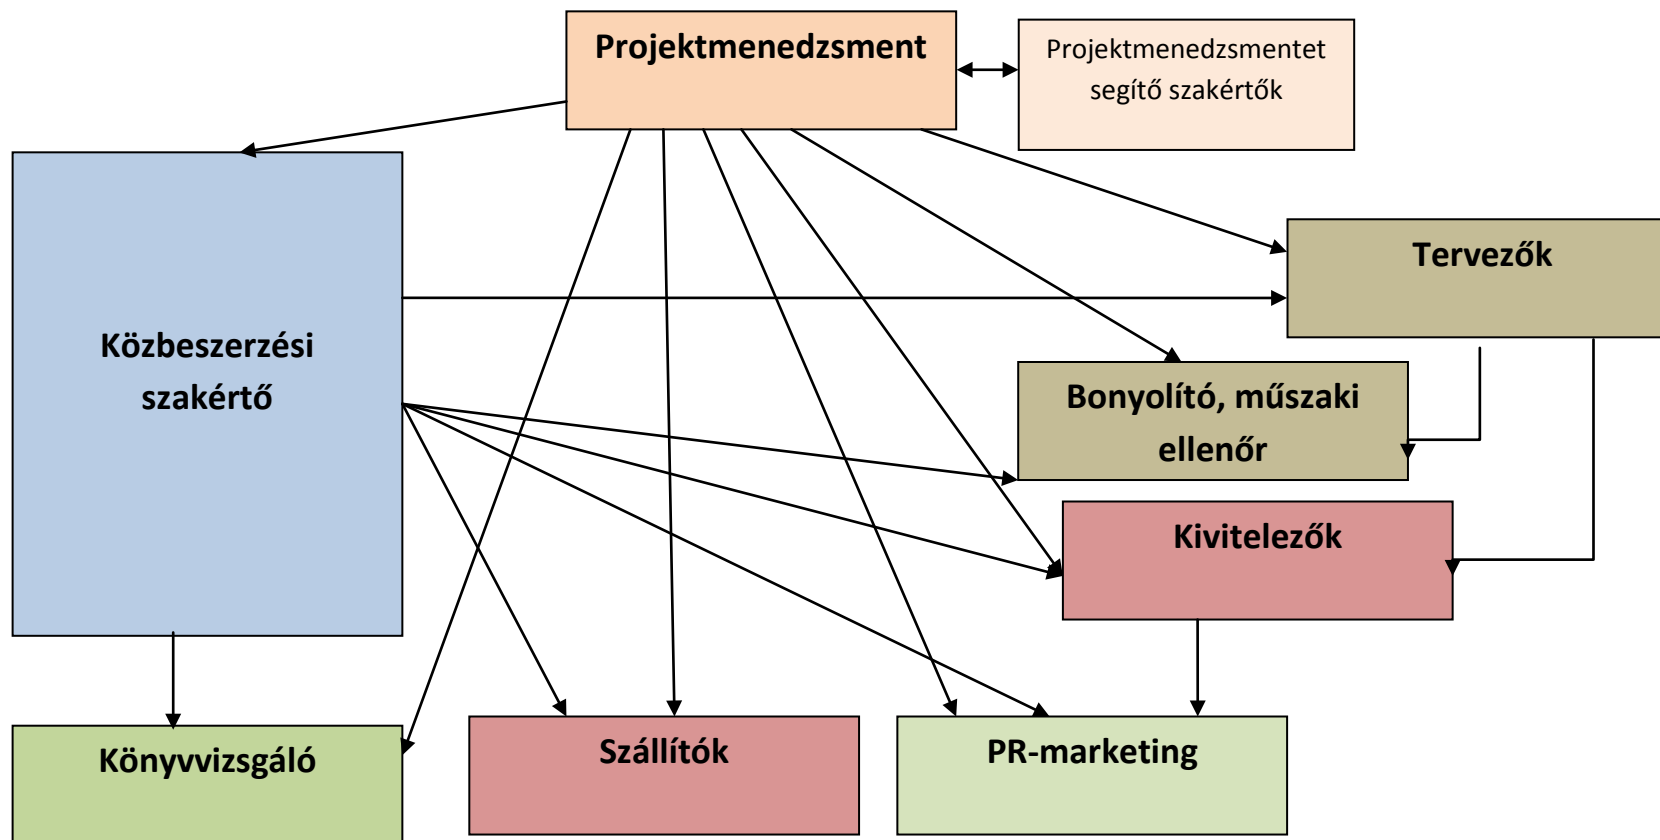 Projektmenedzsment
Projektmenedzsmentet
segítő szakértők
Tervezők
Közbeszerzési
szakértő
Bonyolító, műszaki
ellenőr
Kivitelezők
Könyvvizsgáló
Szállítók
PR-marketing